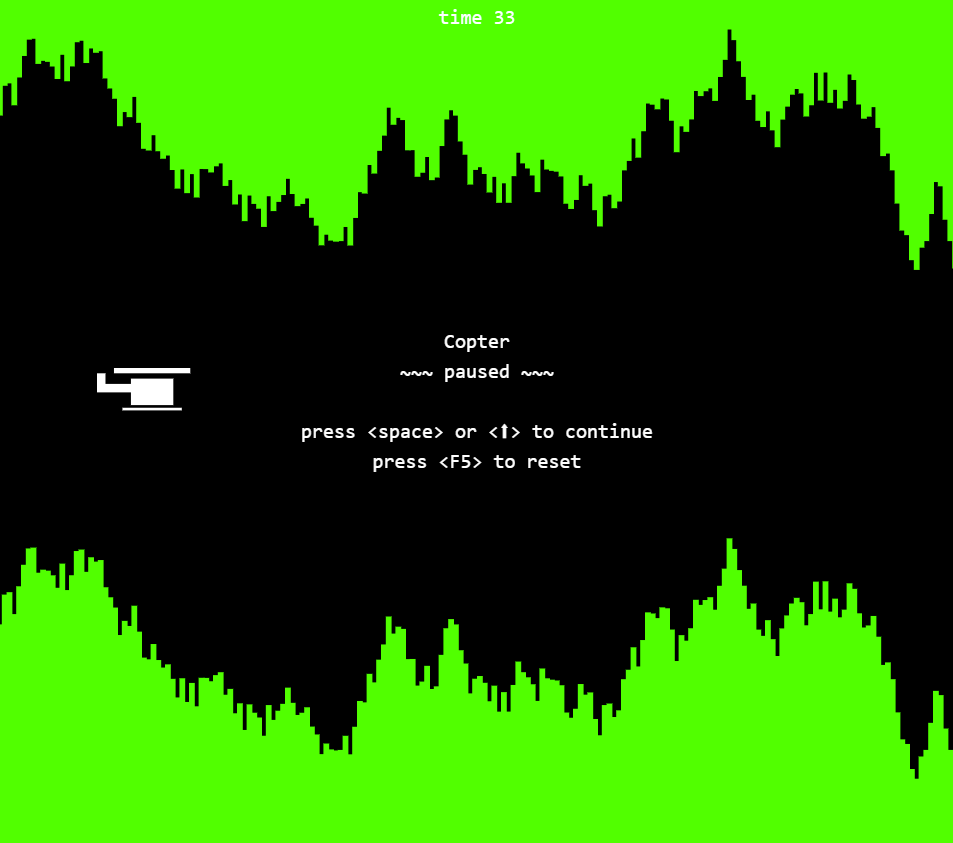 time 33
Copter
~~~ paused ~~~
press <space> or <⬆> to continue
press <F5> to reset